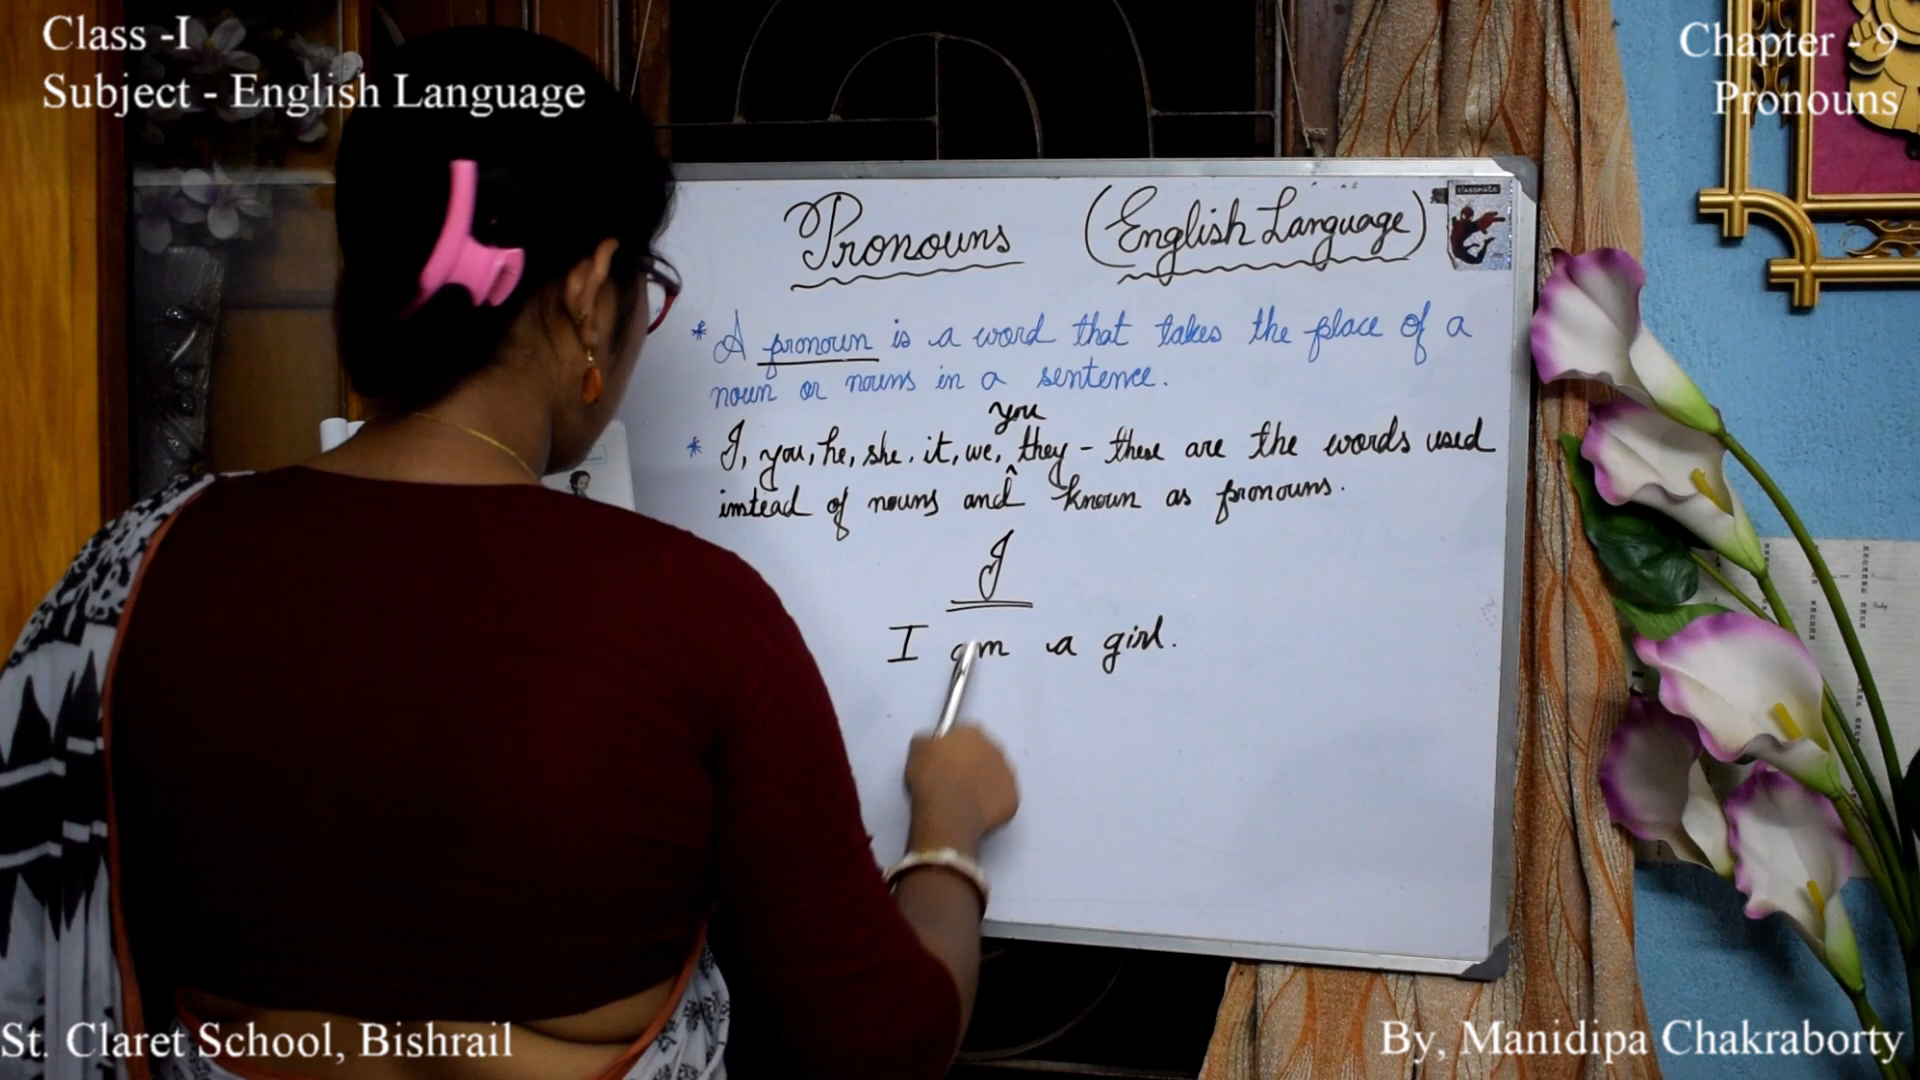 Class -I
Subject - English Language
Chapter - 9
Pronouns
Pronouns (English Language)
classmate
* A pronoun is a word that takes the place of a
noun or nouns in a sentence.
you
* I, you, he, she, it, we, ^ they - these are the words used
instead of nouns and known as pronouns.
I
I am a girl.
St. Claret School, Bishrail
By, Manidipa Chakraborty